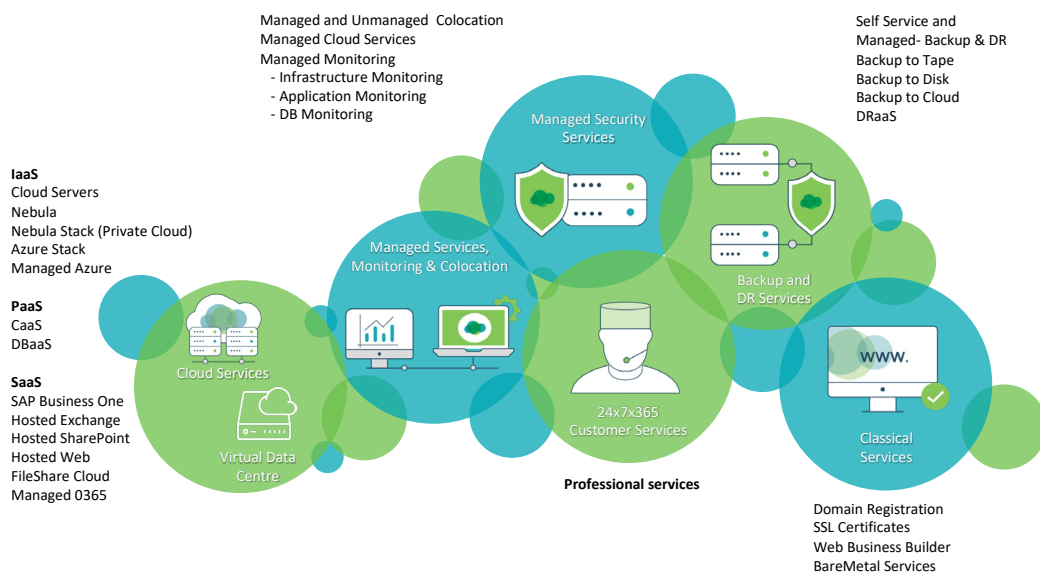 Managed and Unmanaged  Colocation
Managed Cloud Services
Managed Monitoring
- Infrastructure Monitoring
- Application Monitoring
- DB Monitoring
Self Service and
Managed- Backup & DR
Backup to Tape
Backup to Disk
Backup to Cloud
DRaaS
IaaS
Cloud Servers
Nebula
Nebula Stack (Private Cloud)
Azure Stack
Managed Azure
PaaS
CaaS
DBaaS
SaaS
SAP Business One
Hosted Exchange
Hosted SharePoint
Hosted Web
FileShare Cloud
Managed 0365
Cloud Services
Virtual Data
Centre
Managed Services,
Monitoring & Colocation
Managed Security
Services
24x7x365
Customer Services
Professional services
Backup and
DR Services
www.
Classical
Services
Domain Registration
SSL Certificates
Web Business Builder
BareMetal Services